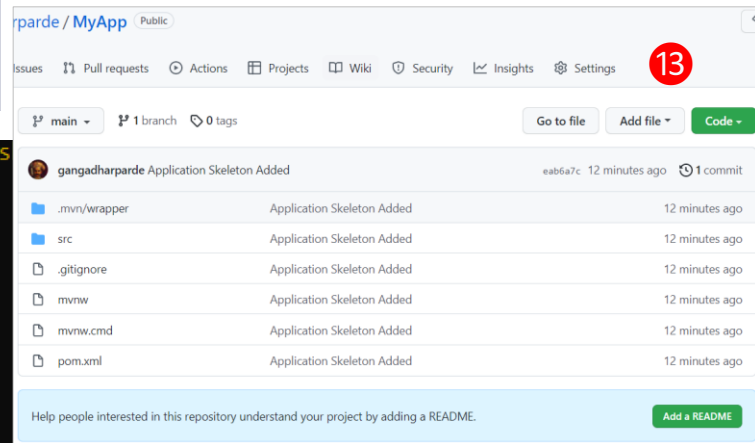 rparde / MyApp Public
Issues Pull requests Actions Projects Wiki Security Insights Settings 13
main 1 branch 0 tags Go to file Add file Code
S
gangadharparde Application Skeleton Added eab6a7c 12 minutes ago 1 commit
.mvn/wrapper Application Skeleton Added 12 minutes ago
src Application Skeleton Added 12 minutes ago
.gitignore Application Skeleton Added 12 minutes ago
mvnw Application Skeleton Added 12 minutes ago
mvnw.cmd Application Skeleton Added 12 minutes ago
pom.xml Application Skeleton Added 12 minutes ago
Help people interested in this repository understand your project by adding a README. Add a README